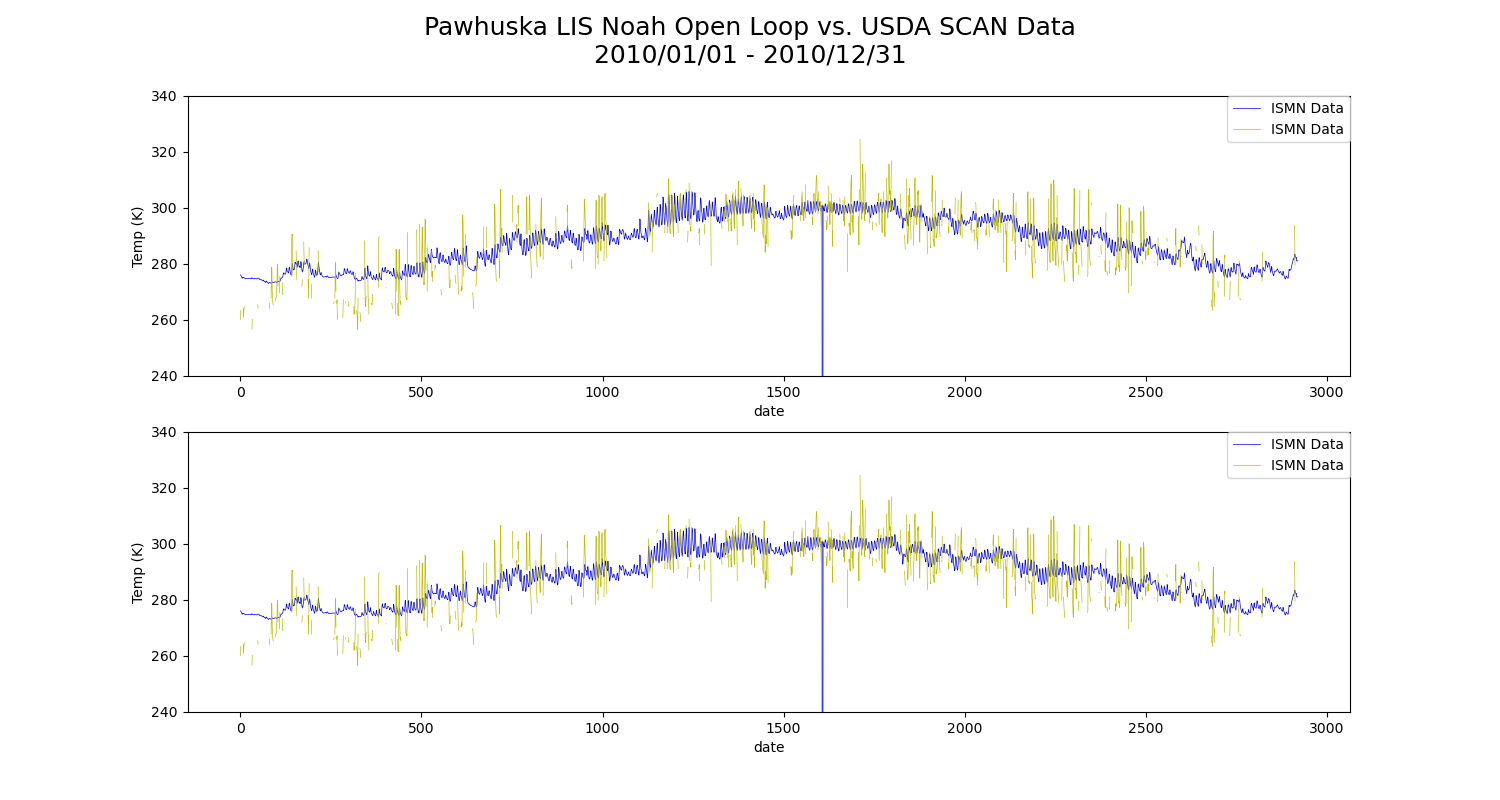 Pawhuska LIS Noah Open Loop vs. USDA SCAN Data
2010/01/01 - 2010/12/31
340
320
300
280
260
240
Temp (K)
ISMN Data
ISMN Data
0 500 1000 1500 2000 2500 3000
date
340
320
300
280
260
240
Temp (K)
ISMN Data
ISMN Data
0 500 1000 1500 2000 2500 3000
date